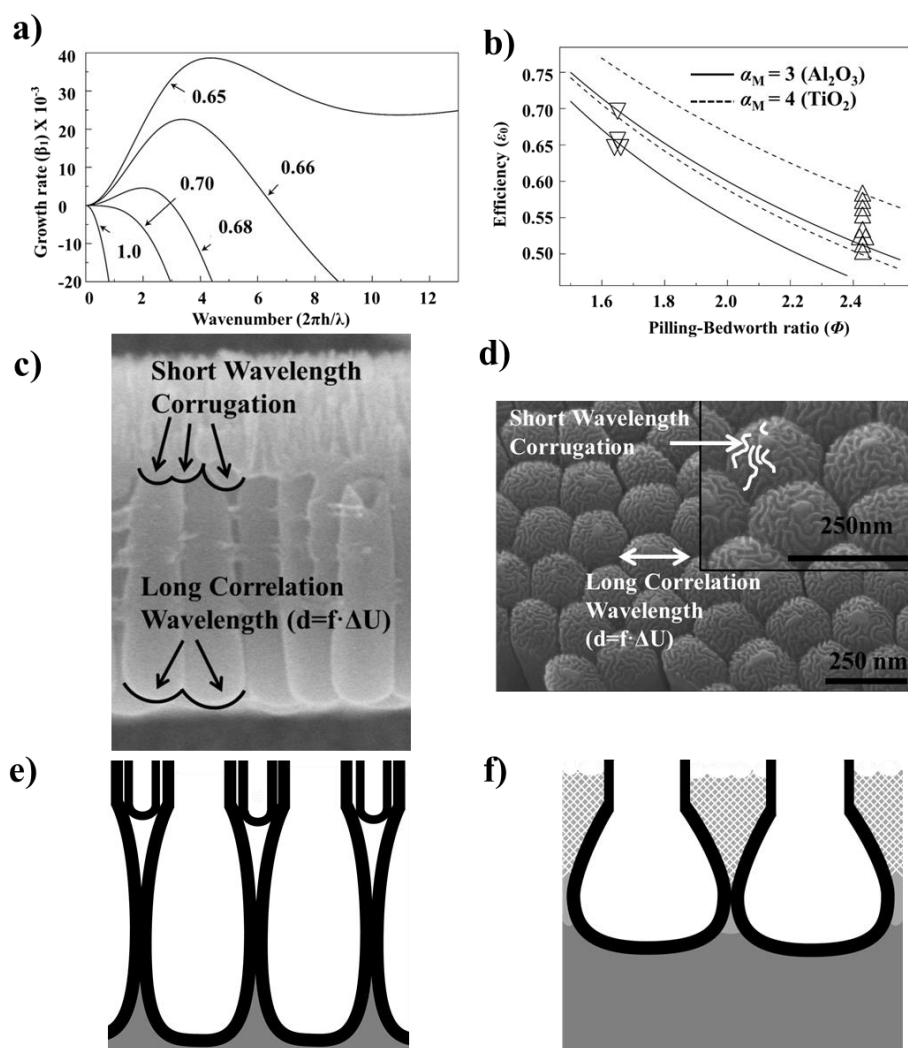 a)
40
30
20
10
0
-10
-20
Growth rate (β₁) X 10⁻³
0.65
0.66
0.70
0.68
1.0
0 2 4 6 8 10 12
Wavenumber (2πh/λ)
b)
0.75
0.70
0.65
0.60
0.55
0.50
Efficiency (ε₀)
α_M = 3 (Al₂O₃)
α_M = 4 (TiO₂)
1.6 1.8 2.0 2.2 2.4
Pilling-Bedworth ratio (Φ)
c)
Short Wavelength
Corrugation
Long Correlation
Wavelength (d=f·ΔU)
d)
Short Wavelength
Corrugation
250nm
Long Correlation
Wavelength
(d=f·ΔU)
250 nm
e)
f)